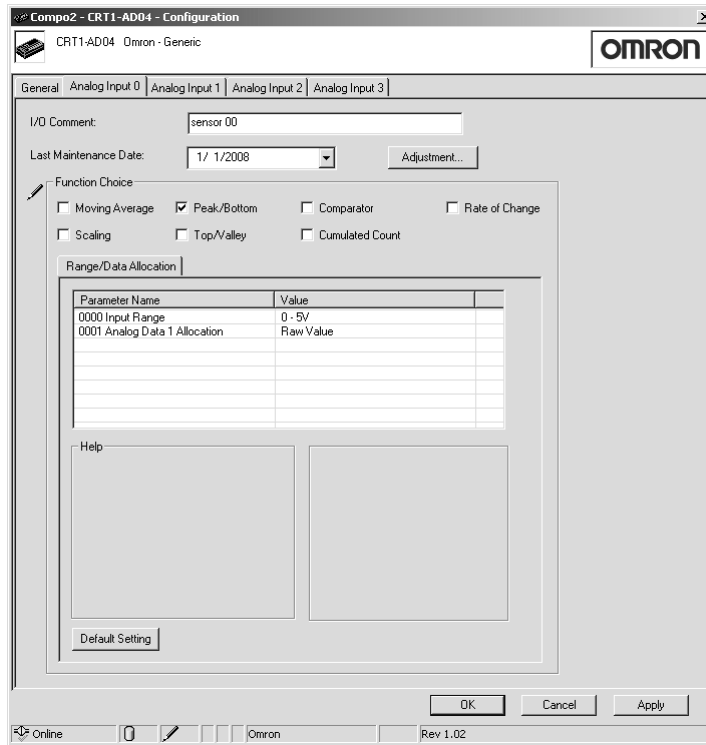 Compo2 - CRT1-AD04 - Configuration
CRT1-AD04 Omron - Generic
OMRON
General
Analog Input 0
Analog Input 1
Analog Input 2
Analog Input 3
I/O Comment:
sensor 00
Last Maintenance Date:
1/ 1/2008
Adjustment...
Function Choice
Moving Average
Peak/Bottom
Comparator
Rate of Change
Scaling
Top/Valley
Cumulated Count
Range/Data Allocation
Parameter Name
Value
0000 Input Range
0 - 5V
0001 Analog Data 1 Allocation
Raw Value
Help
Default Setting
OK
Cancel
Apply
Online
Omron
Rev 1.02